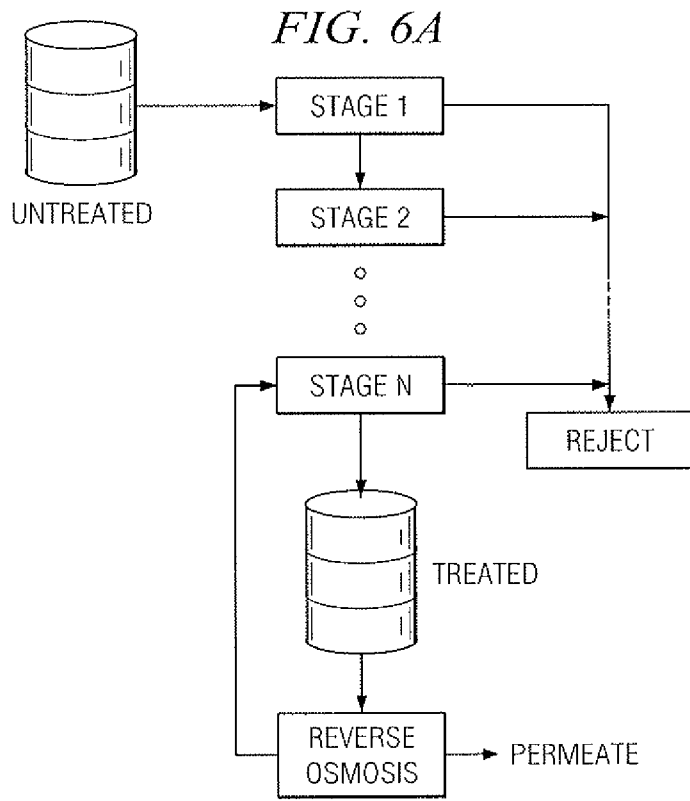 FIG. 6A
STAGE 1
UNTREATED
STAGE 2
STAGE N
REJECT
TREATED
REVERSE
OSMOSIS
PERMEATE